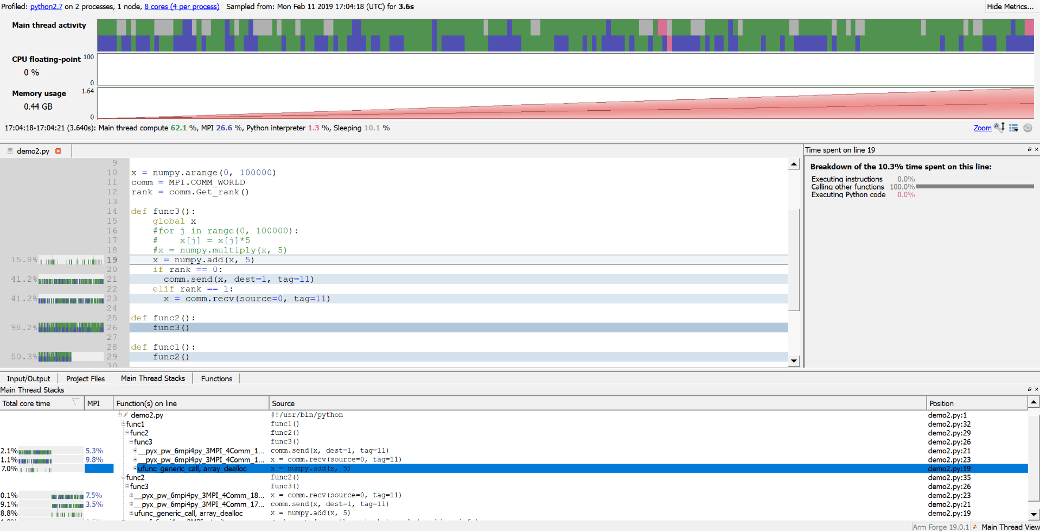 Profiled: python2.7 on 2 processes, 1 node, 8 cores (4 per process) Sampled from: Mon Feb 11 2019 17:04:18 (UTC) for 3.6s Hide Metrics...
Main thread activity
CPU floating-point 100
0 %
0
Memory usage 1.64
0.44 GB
0
17:04:18-17:04:21 (3.640s): Main thread compute 62.1 %, MPI 26.6 %, Python interpreter 1.3 %, Sleeping 10.1 % Zoom
demo2.py
Time spent on line 19
Breakdown of the 10.3% time spent on this line:
Executing instructions 0.0%
Calling other functions 100.0%
Executing Python code 0.0%
9
10 x = numpy.arange(0, 100000)
11 comm = MPI.COMM_WORLD
12 rank = comm.Get_rank()
13
14 def func3():
15 global x
16 #for j in range(0, 100000):
17 # x[j] = x[j]*5
18 #x = numpy.multiply(x, 5)
19 x = numpy.add(x, 5)
20 if rank == 0:
41.2% 21 comm.send(x, dest=1, tag=11)
22 elif rank == 1:
41.2% 23 x = comm.recv(source=0, tag=11)
24
25 def func2():
98.2% 26 func3()
27
28 def func1():
50.3% 29 func2()
30
Input/Output Project Files Main Thread Stacks Functions
Main Thread Stacks
Total core time MPI Function(s) on line Source Position
demo2.py #!/usr/bin/python demo2.py:1
func1 func1() demo2.py:32
func2 func2() demo2.py:29
func3 func3() demo2.py:26
2.1% 5.3% __pyx_pw_6mpi4py_3MPI_4Comm_1... comm.send(x, dest=1, tag=11) demo2.py:21
1.1% 9.8% __pyx_pw_6mpi4py_3MPI_4Comm_1... x = comm.recv(source=0, tag=11) demo2.py:23
7.0% ufunc_generic_call, array_dealloc x = numpy.add(x, 5) demo2.py:19
func2 func2() demo2.py:35
func3 func3() demo2.py:26
0.1% 7.5% __pyx_pw_6mpi4py_3MPI_4Comm_18... x = comm.recv(source=0, tag=11) demo2.py:23
9.1% 3.5% __pyx_pw_6mpi4py_3MPI_4Comm_17... comm.send(x, dest=1, tag=11) demo2.py:21
8.8% ufunc_generic_call, array_dealloc x = numpy.add(x, 5) demo2.py:19
Arm Forge 19.0.1 Main Thread View